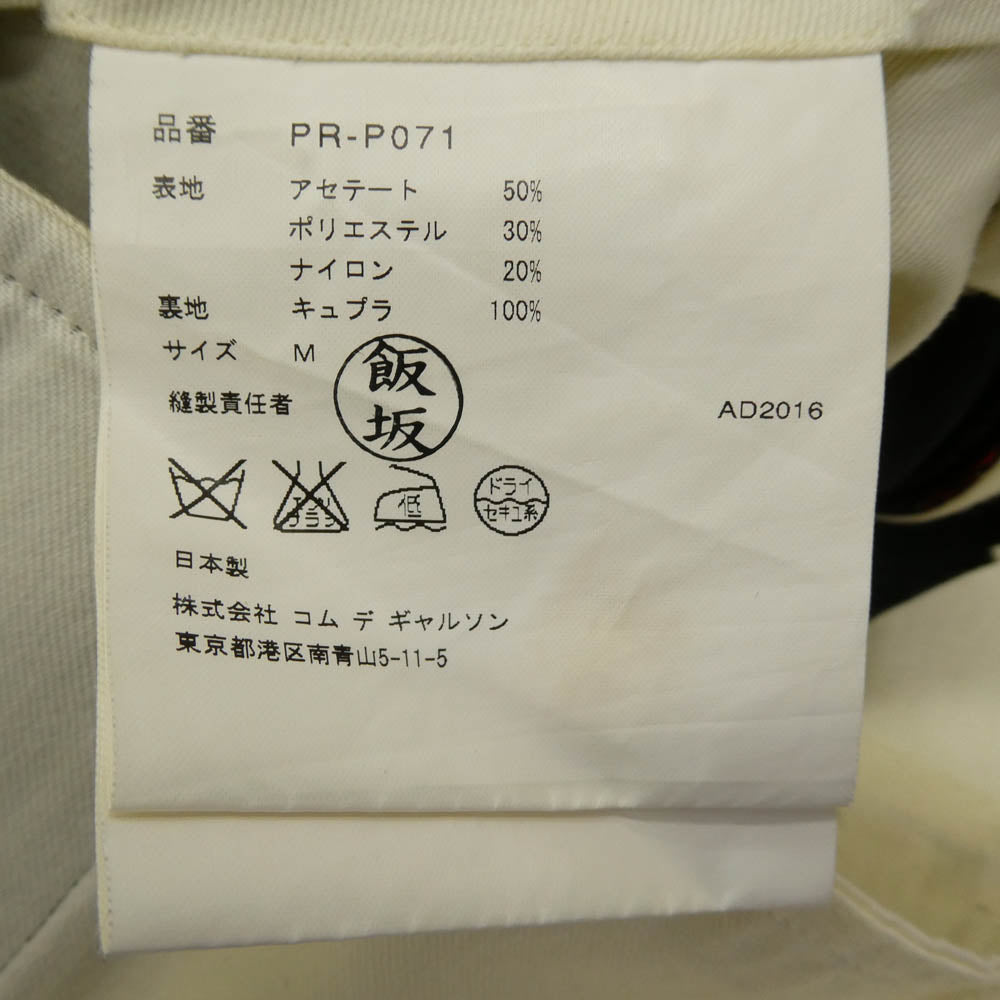 品番 PR-P071
表地 アセテート 50%
ポリエステル 30%
ナイロン 20%
裏地 キュプラ 100%
サイズ M
飯坂
縫製責任者
AD2016
低
ドライ
セキユ系
日本製
株式会社 コム デ ギャルソン
東京都港区南青山5-11-5